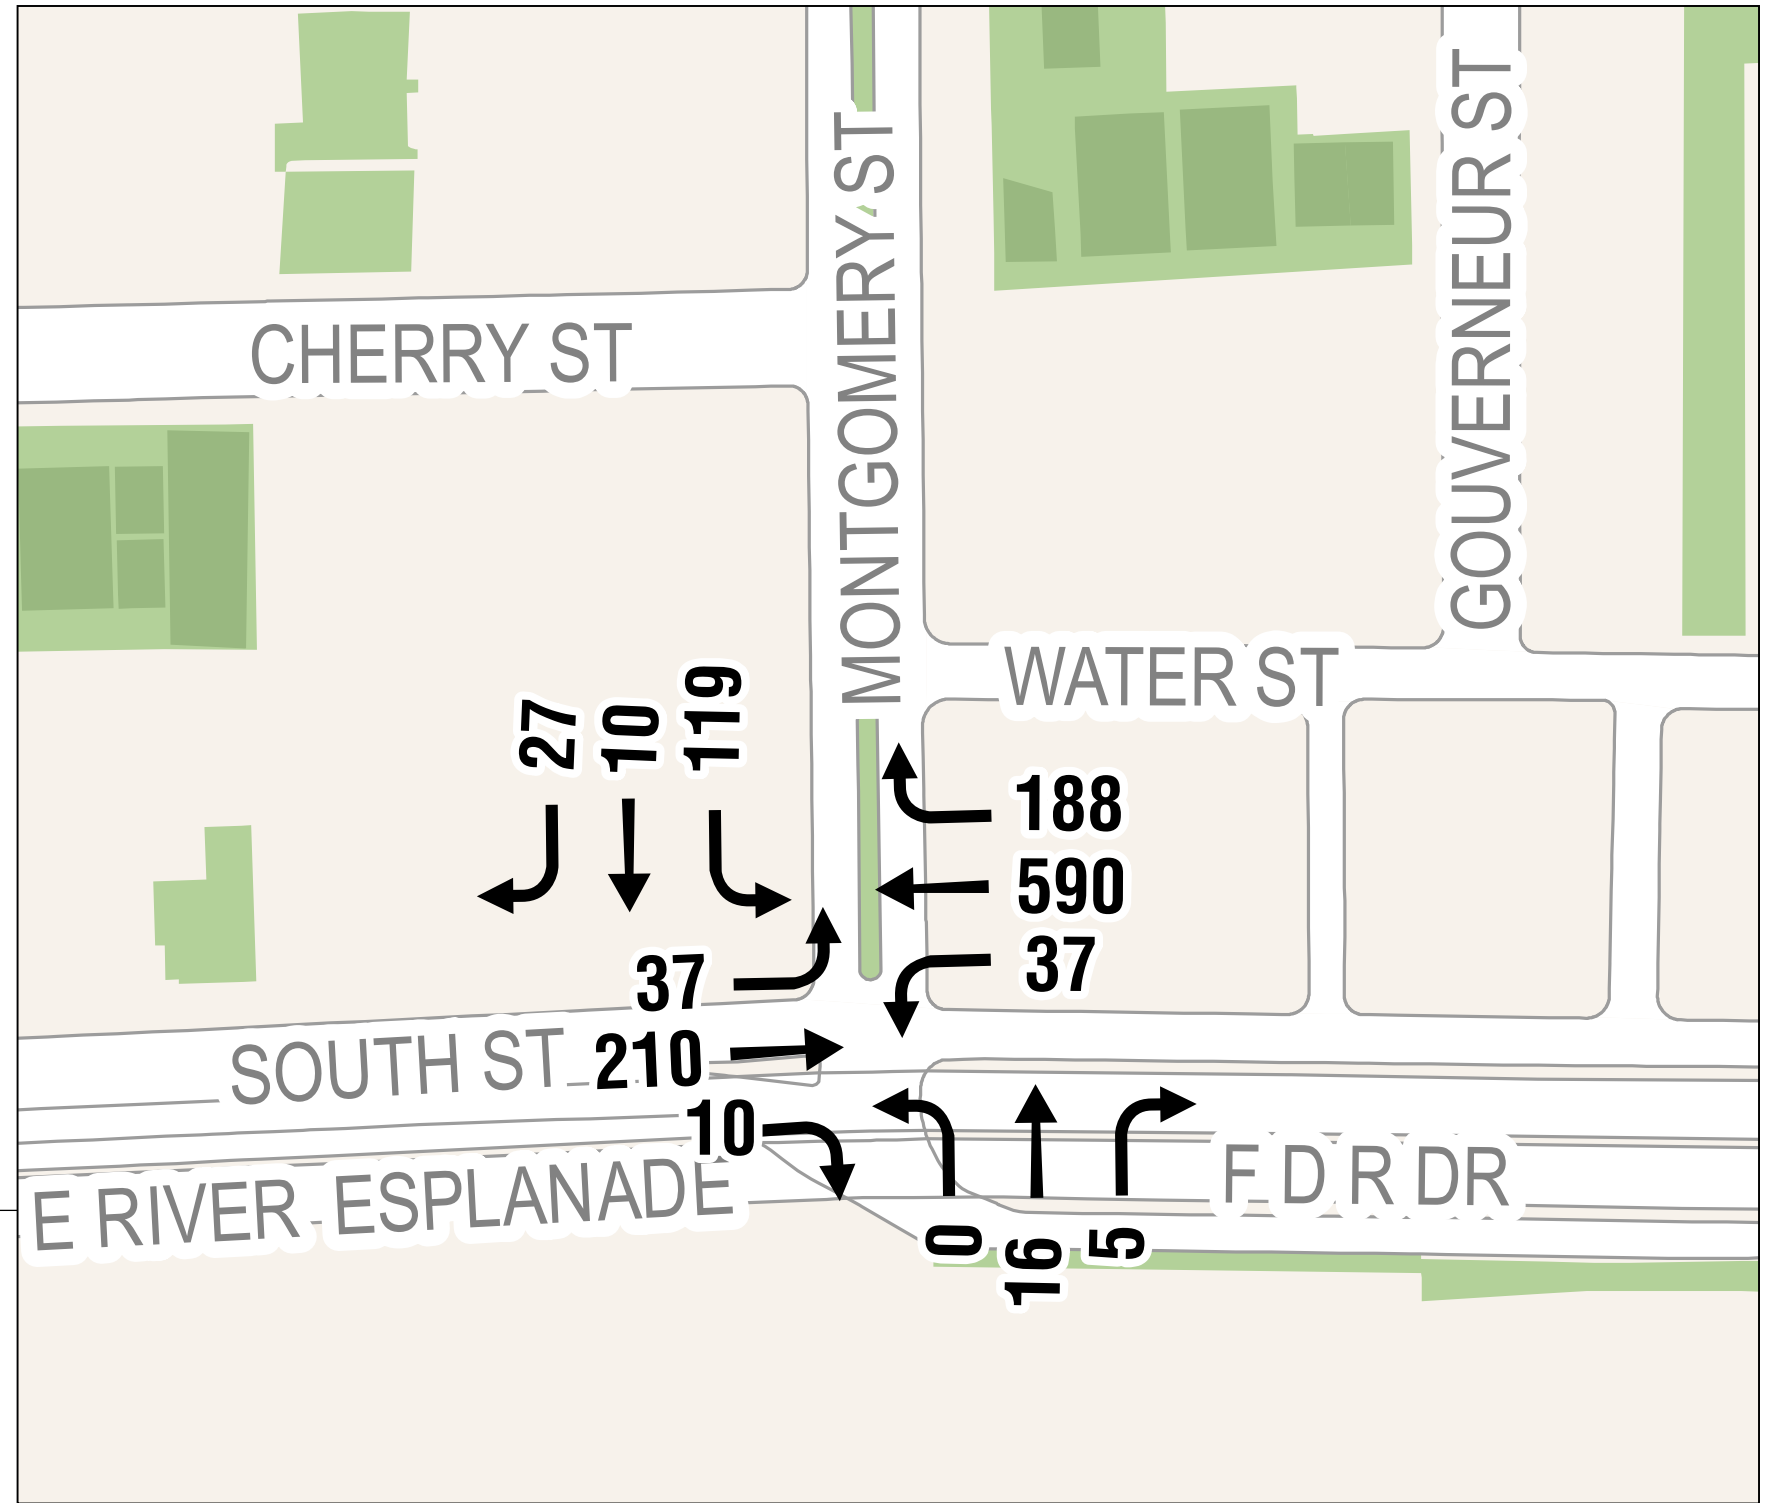 MONTGOMERY ST
GOUVERNEUR ST
CHERRY ST
WATER ST
27
10
119
188
590
37
37
SOUTH ST
210
10
E RIVER ESPLANADE
F D R DR
0
16
5